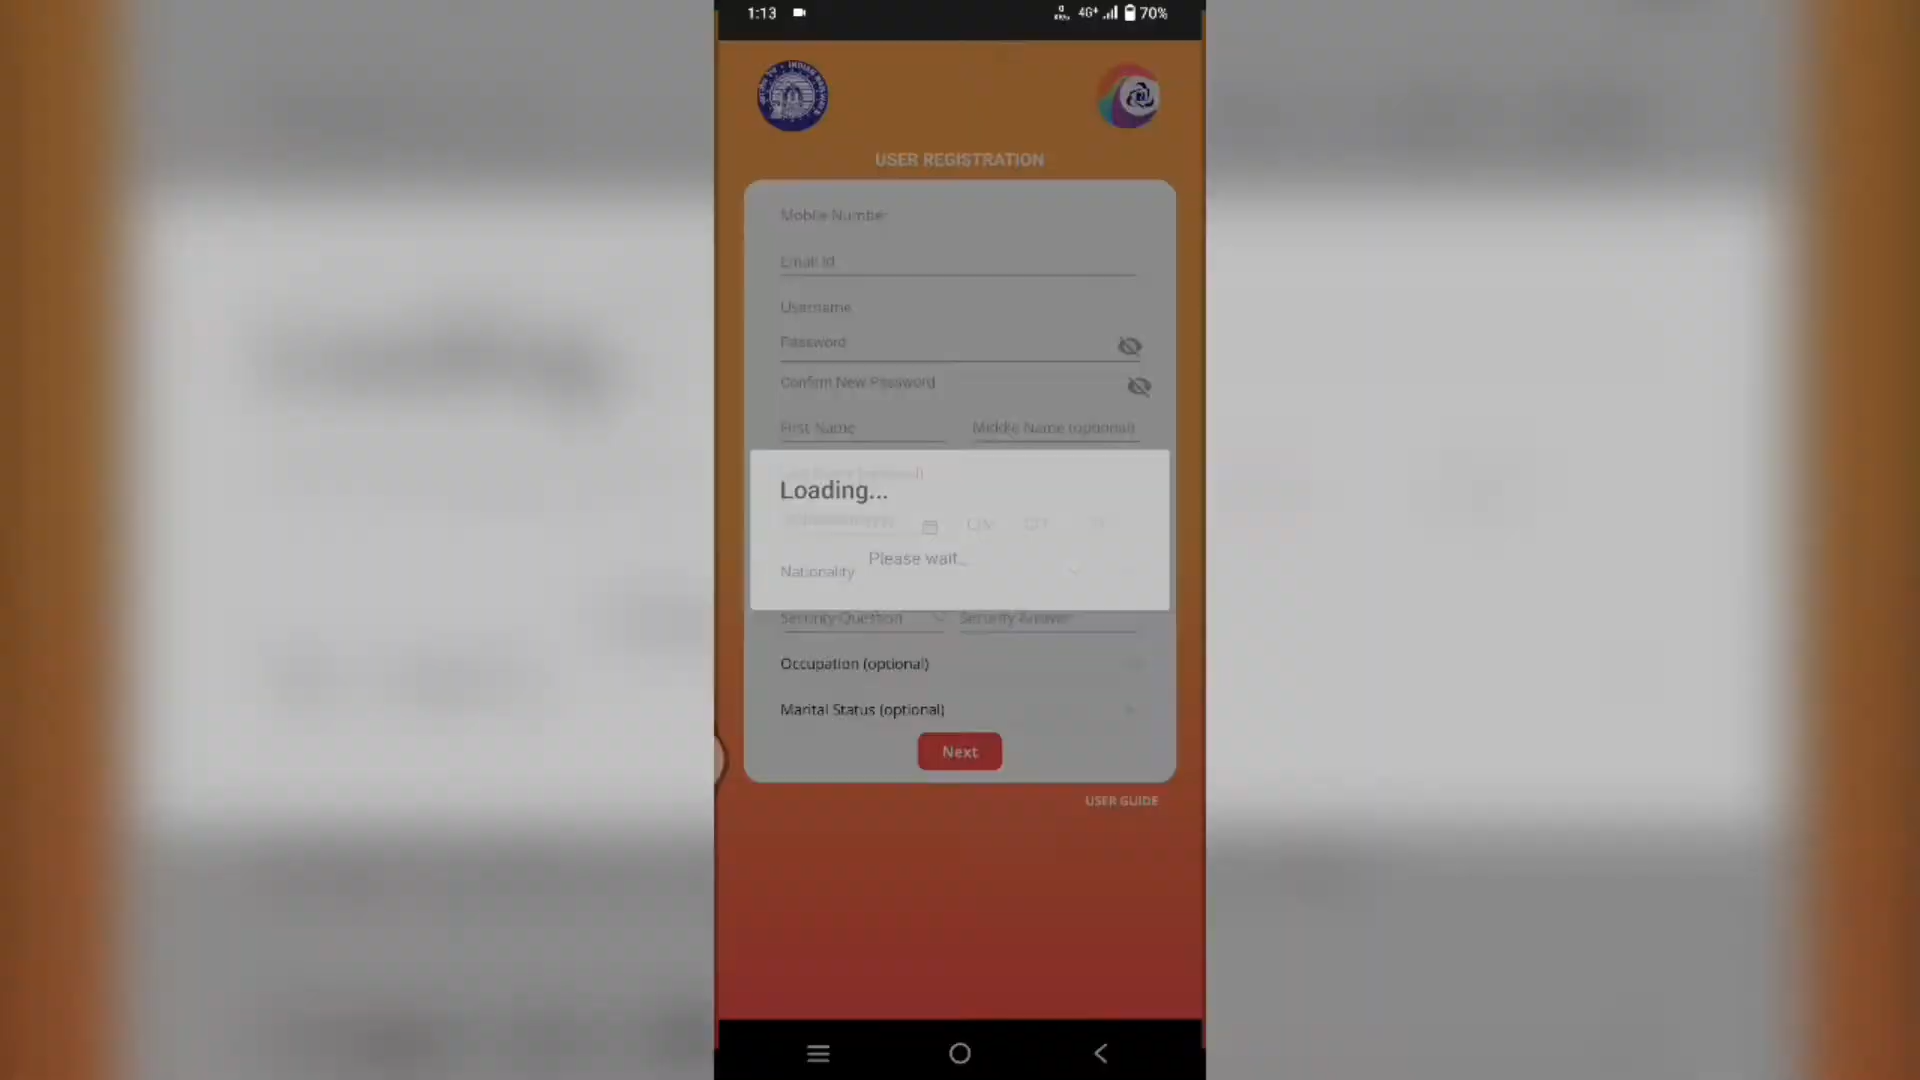 1:13 4G+ 70%
USER REGISTRATION
Mobile Number
Email Id
Username
Password
Confirm New Password
First Name Middle Name (optional)
Loading...
Please wait...
Nationality
Security Question Security Answer
Occupation (optional)
Marital Status (optional)
Next
USER GUIDE